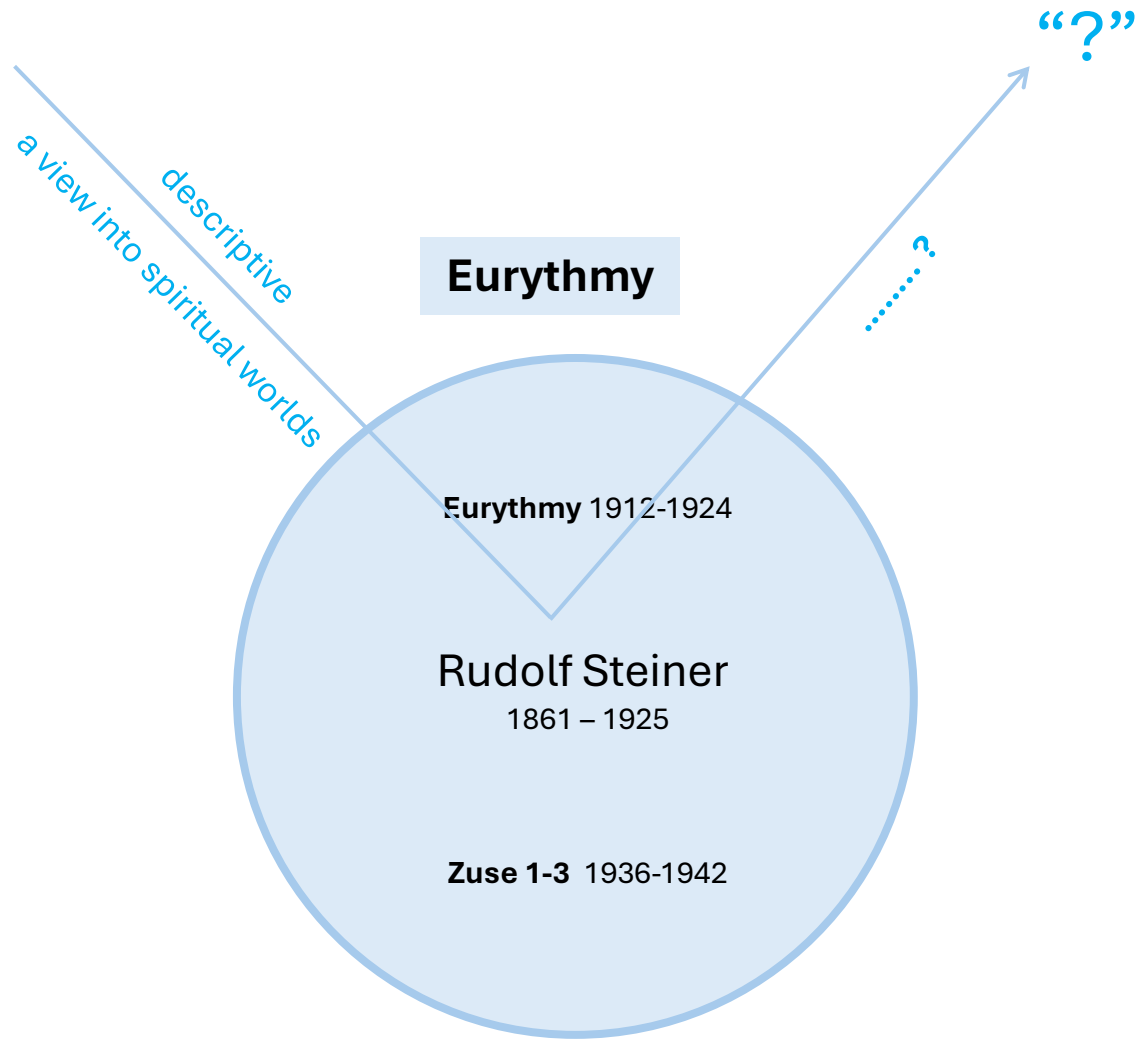 “?”
descriptive
a view into spiritual worlds
Eurythmy
........?
Eurythmy 1912-1924
Rudolf Steiner
1861 – 1925
Zuse 1-3 1936-1942